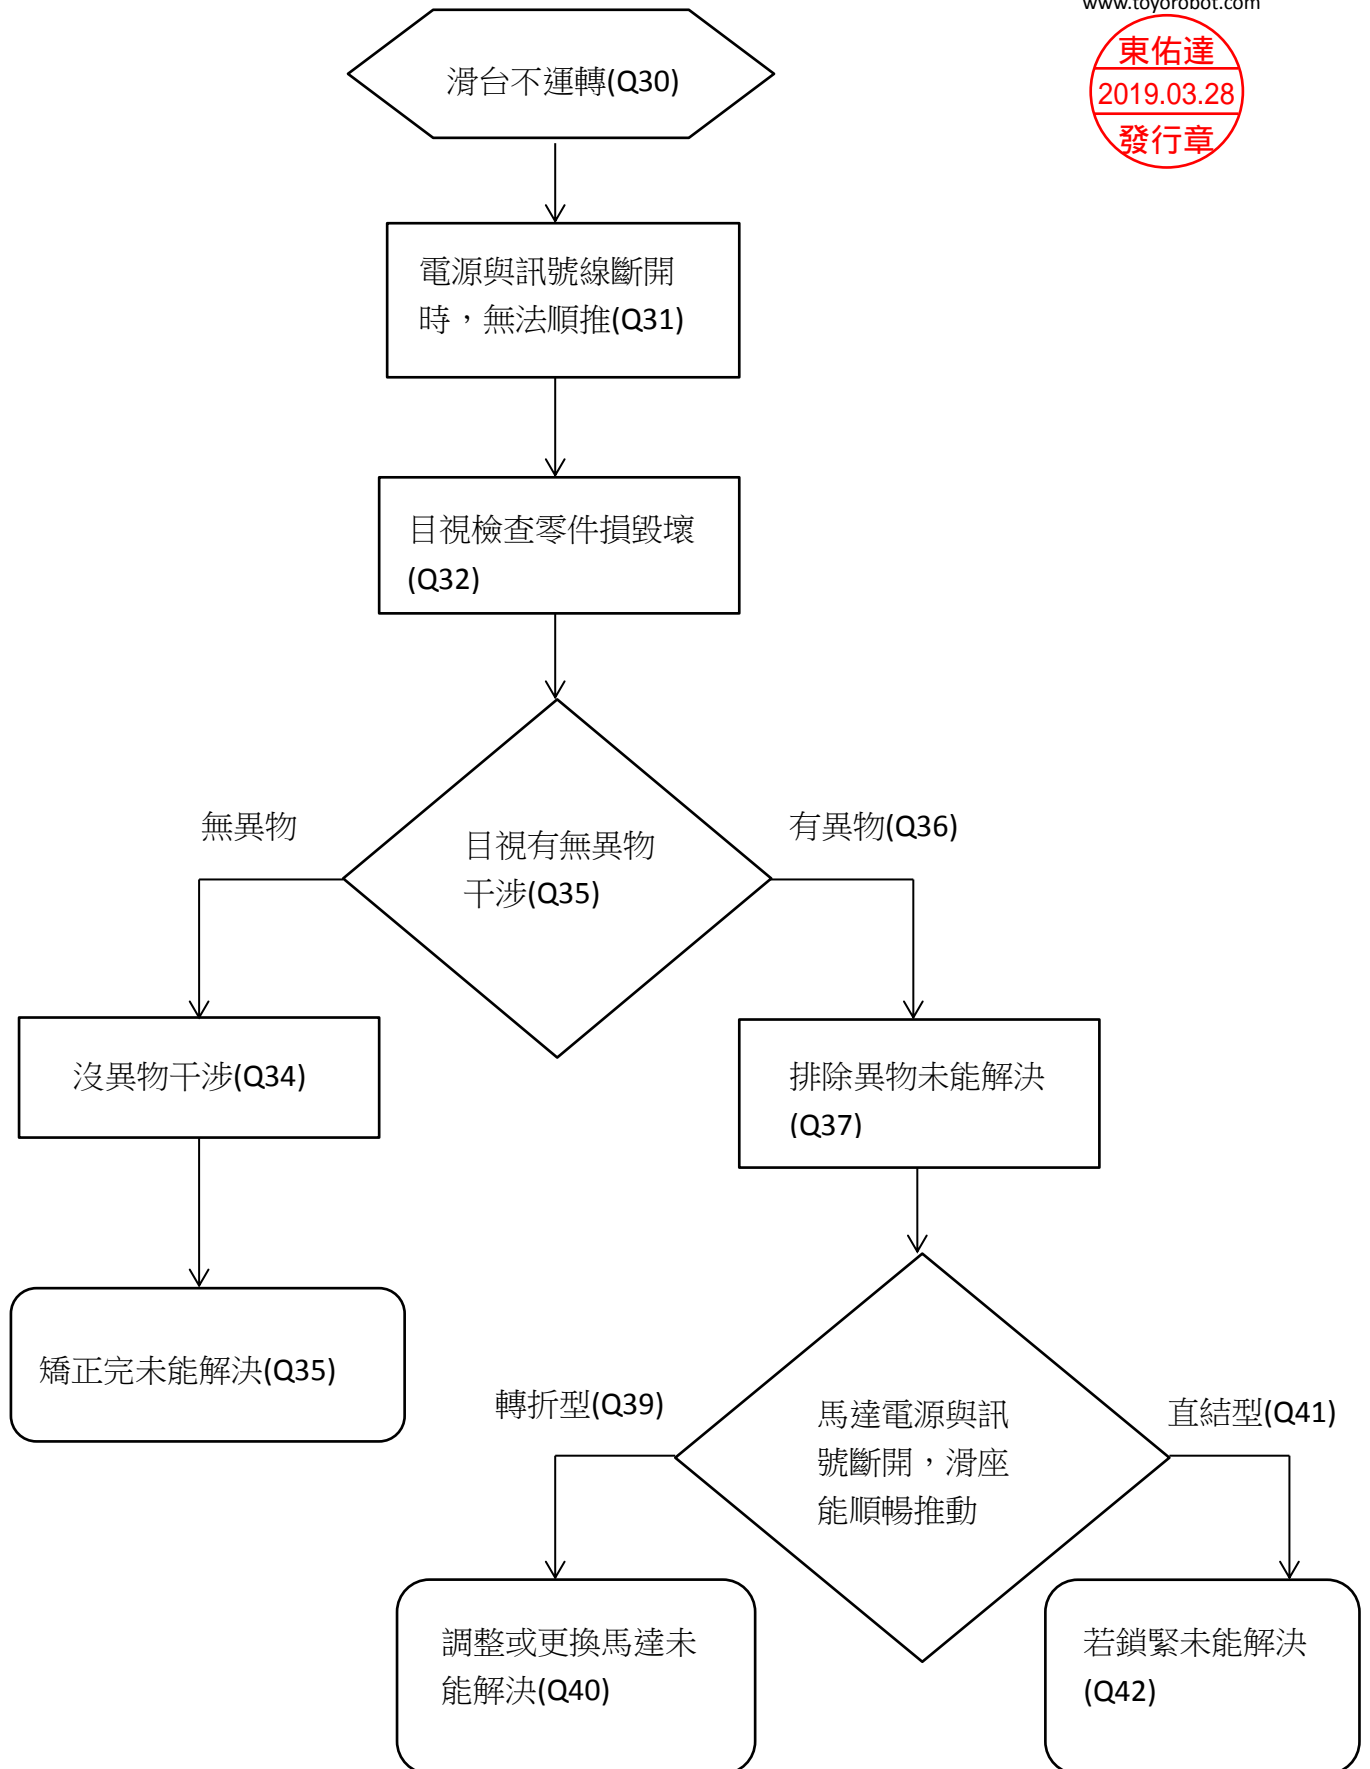 www.toyorobot.com
東佑達
2019.03.28
發行章
滑台不運轉(Q30)
電源與訊號線斷開
時，無法順推(Q31)
目視檢查零件損毀壞
(Q32)
無異物
目視有無異物
干涉(Q35)
有異物(Q36)
沒異物干涉(Q34)
排除異物未能解決
(Q37)
矯正完未能解決(Q35)
轉折型(Q39)
馬達電源與訊
號斷開，滑座
能順暢推動
直結型(Q41)
調整或更換馬達未
能解決(Q40)
若鎖緊未能解決
(Q42)